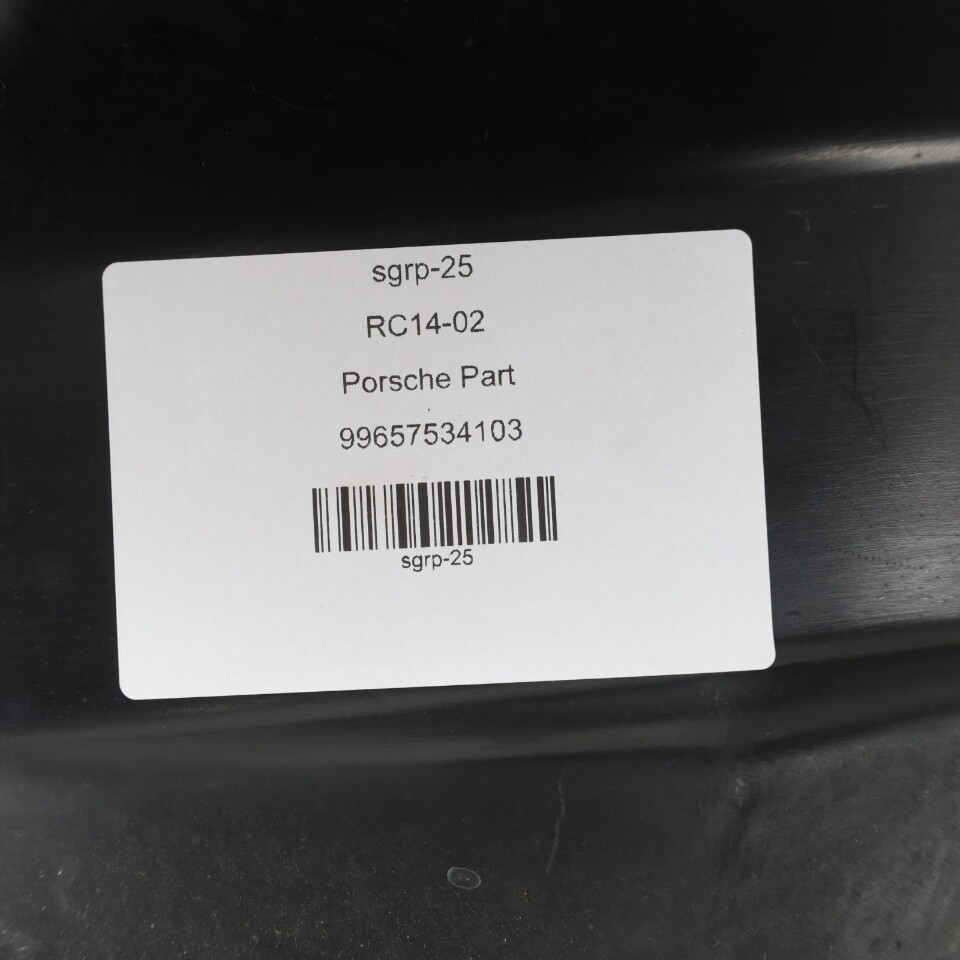 sgrp-25
RC14-02
Porsche Part
99657534103
sgrp-25